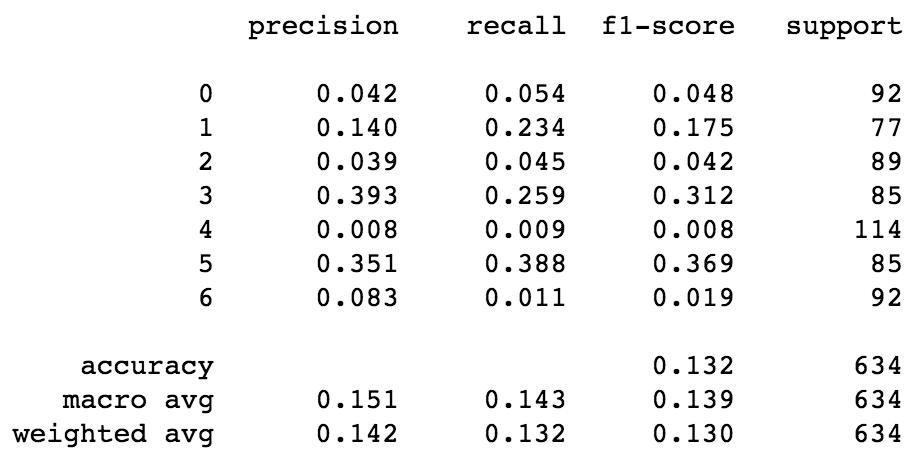 precision recall f1-score support
0 0.042 0.054 0.048 92
1 0.140 0.234 0.175 77
2 0.039 0.045 0.042 89
3 0.393 0.259 0.312 85
4 0.008 0.009 0.008 114
5 0.351 0.388 0.369 85
6 0.083 0.011 0.019 92
accuracy 0.132 634
macro avg 0.151 0.143 0.139 634
weighted avg 0.142 0.132 0.130 634